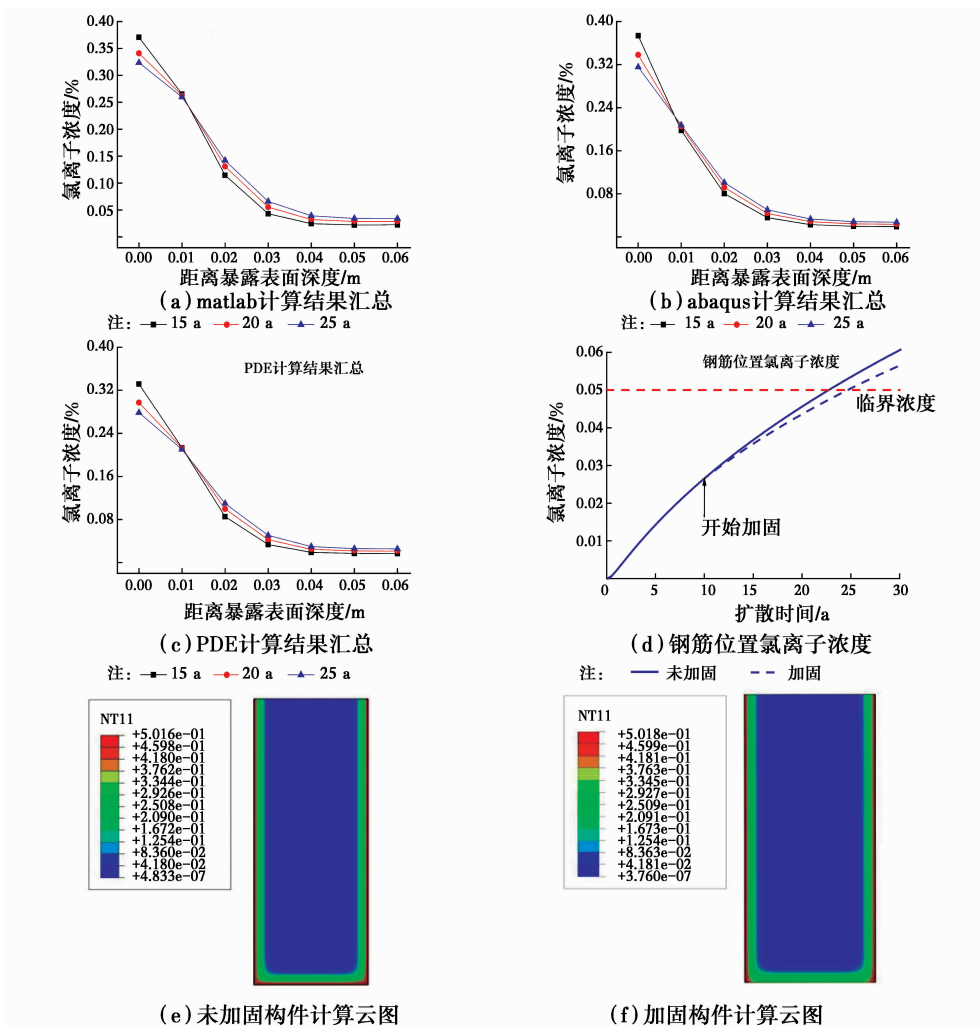 0.40
0.35
0.30
0.25
0.20
0.15
0.10
0.05
氯离子浓度/%
0.00 0.01 0.02 0.03 0.04 0.05 0.06
距离暴露表面深度/m
(a)matlab计算结果汇总
注: 15 a 20 a 25 a
0.40
0.32
0.24
0.16
0.08
氯离子浓度/%
0.00 0.01 0.02 0.03 0.04 0.05 0.06
距离暴露表面深度/m
(b)abaqus计算结果汇总
注: 15 a 20 a 25 a
PDE计算结果汇总
0.40
0.32
0.24
0.16
0.08
氯离子浓度/%
0.00 0.01 0.02 0.03 0.04 0.05 0.06
距离暴露表面深度/m
(c)PDE计算结果汇总
注: 15 a 20 a 25 a
钢筋位置氯离子浓度
0.06
0.05
0.04
0.03
0.02
0.01
氯离子浓度/%
临界浓度
开始加固
0 5 10 15 20 25 30
扩散时间/a
(d)钢筋位置氯离子浓度
注: 未加固 加固
NT11
+5.016e-01
+4.598e-01
+4.180e-01
+3.762e-01
+3.344e-01
+2.926e-01
+2.508e-01
+2.090e-01
+1.672e-01
+1.254e-01
+8.360e-02
+4.180e-02
+4.833e-07
(e)未加固构件计算云图
NT11
+5.018e-01
+4.599e-01
+4.181e-01
+3.763e-01
+3.345e-01
+2.927e-01
+2.509e-01
+2.091e-01
+1.673e-01
+1.254e-01
+8.363e-02
+4.181e-02
+3.760e-07
(f)加固构件计算云图